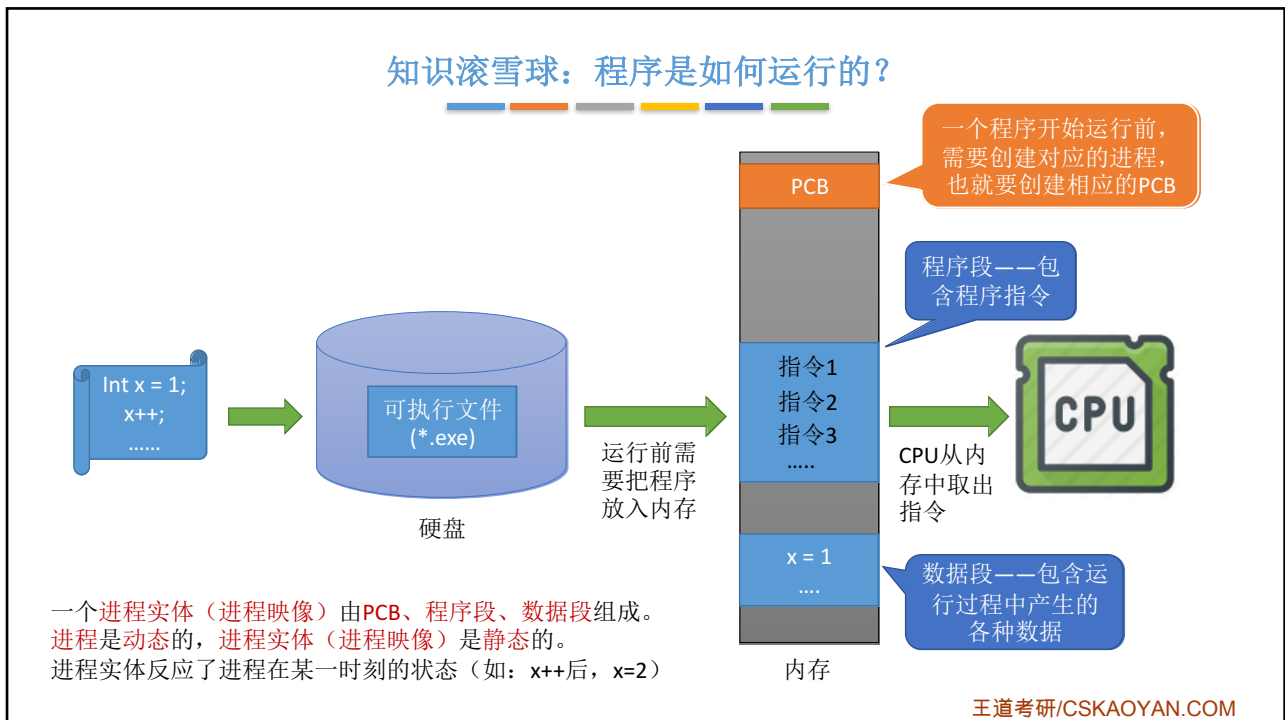 知识滚雪球：程序是如何运行的？
一个程序开始运行前，
需要创建对应的进程，
也就要创建相应的PCB
PCB
程序段——包
含程序指令
Int x = 1;
x++;
……
可执行文件
(*.exe)
硬盘
运行前需
要把程序
放入内存
指令1
指令2
指令3
…..
CPU从内
存中取出
指令
CPU
x = 1
….
数据段——包含运
行过程中产生的
各种数据
内存
一个进程实体（进程映像）由PCB、程序段、数据段组成。
进程是动态的，进程实体（进程映像）是静态的。
进程实体反应了进程在某一时刻的状态（如：x++后，x=2）
王道考研/CSKAOYAN.COM